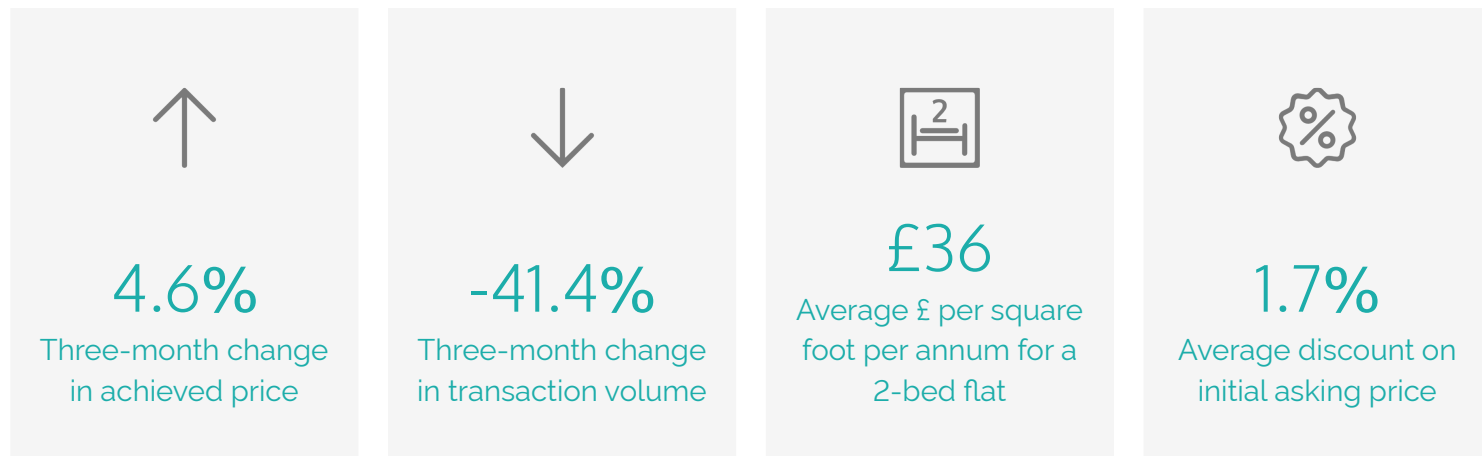 4.6%
Three-month change
in achieved price
-41.4%
Three-month change
in transaction volume
2
£36
Average £ per square
foot per annum for a
2-bed flat
%
1.7%
Average discount on
initial asking price